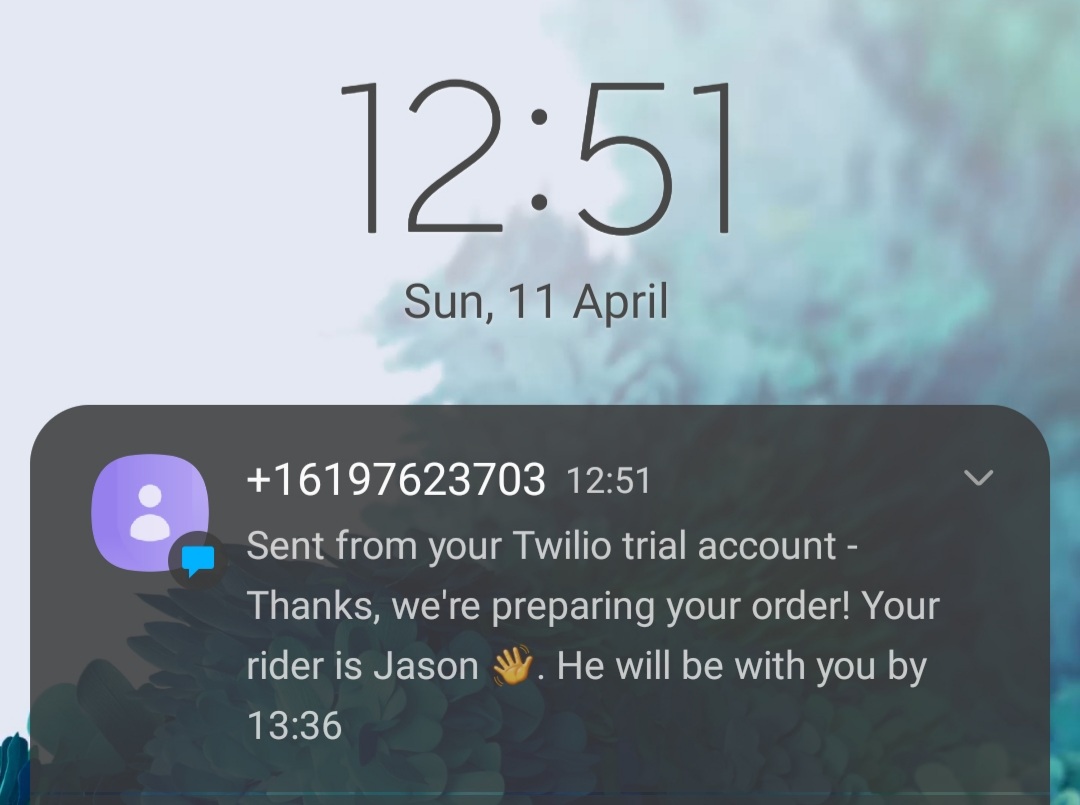 12:51
Sun, 11 April
+16197623703 12:51
Sent from your Twilio trial account -
Thanks, we're preparing your order! Your
rider is Jason 👋. He will be with you by
13:36